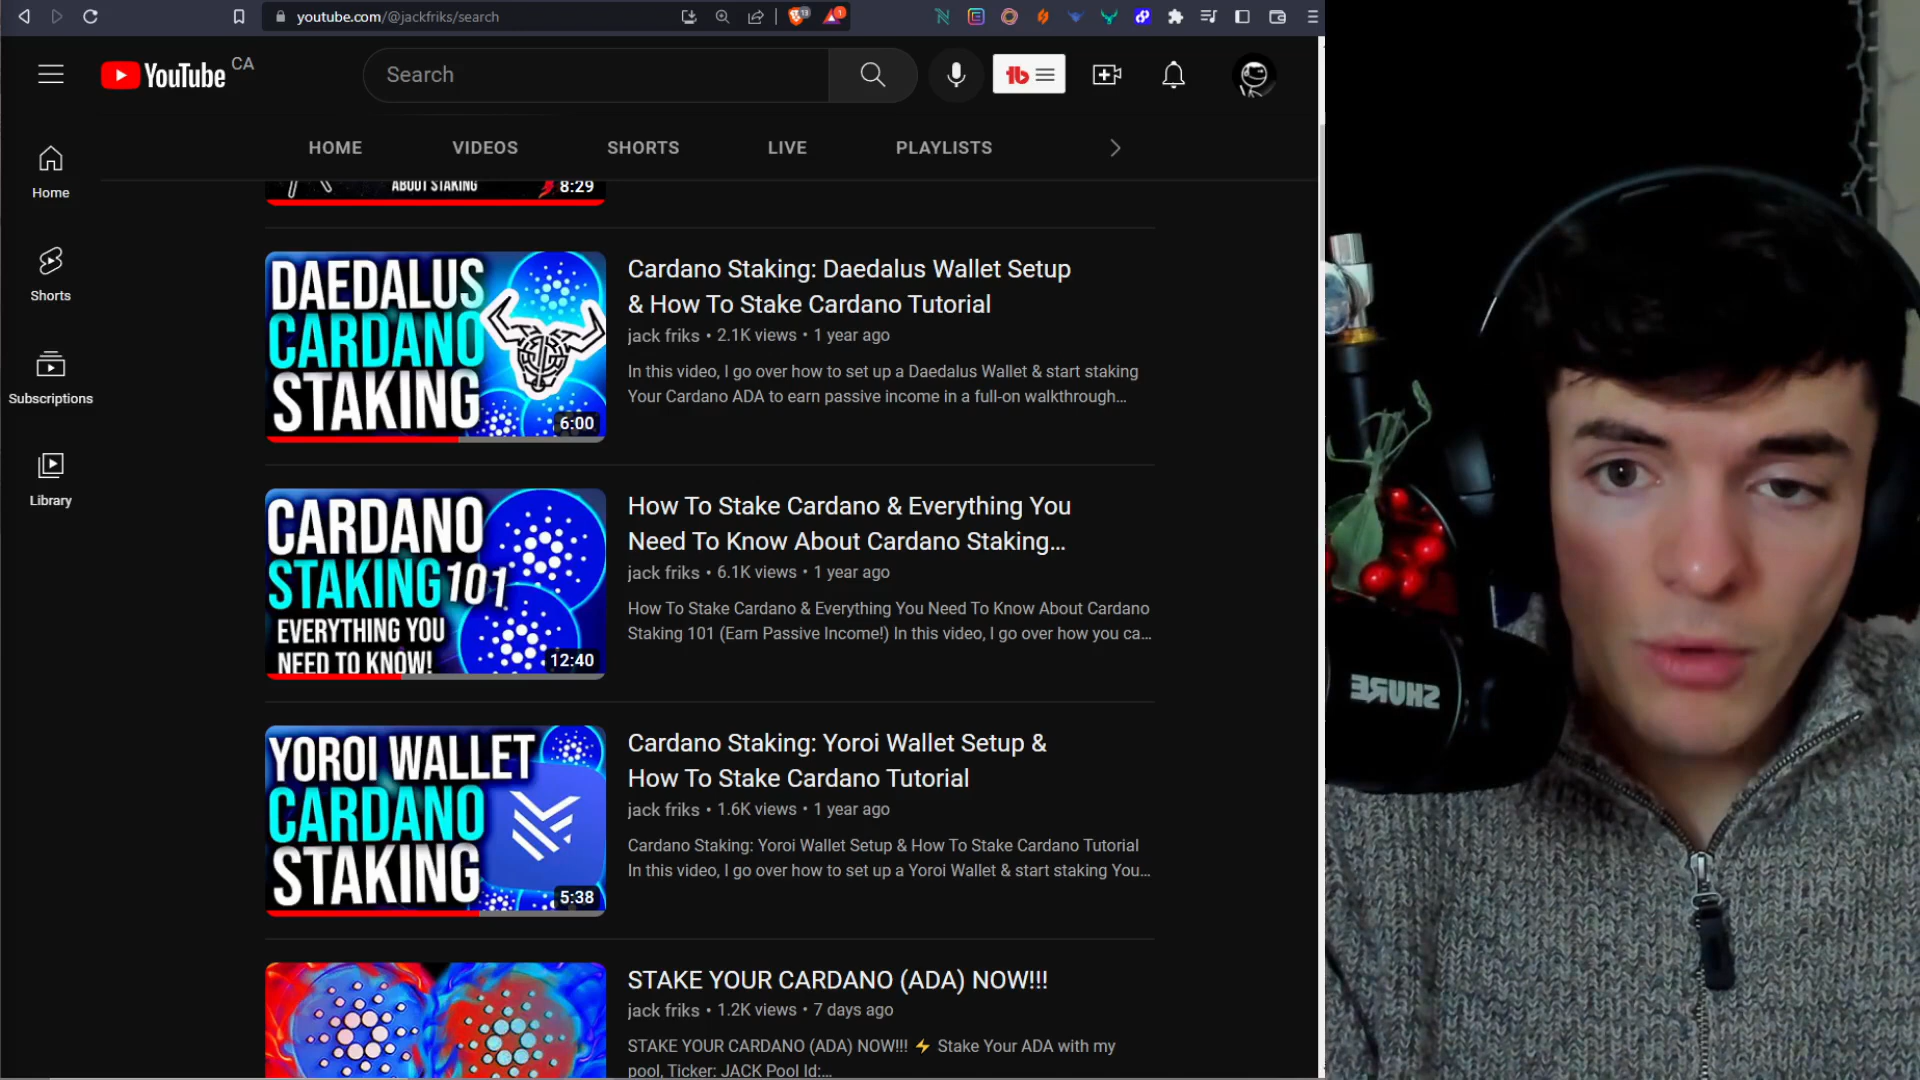 youtube.com/@jackfriks/search
13
1
YouTube CA
Search
HOME
VIDEOS
SHORTS
LIVE
PLAYLISTS
Home
Shorts
Subscriptions
Library
ABOUT STAKING
8:29
DAEDALUS
CARDANO
STAKING
6:00
Cardano Staking: Daedalus Wallet Setup
& How To Stake Cardano Tutorial
jack friks • 2.1K views • 1 year ago
In this video, I go over how to set up a Daedalus Wallet & start staking
Your Cardano ADA to earn passive income in a full-on walkthrough...
CARDANO
STAKING 101
EVERYTHING YOU
NEED TO KNOW!
12:40
How To Stake Cardano & Everything You
Need To Know About Cardano Staking...
jack friks • 6.1K views • 1 year ago
How To Stake Cardano & Everything You Need To Know About Cardano
Staking 101 (Earn Passive Income!) In this video, I go over how you ca...
YOROI WALLET
CARDANO
STAKING
5:38
Cardano Staking: Yoroi Wallet Setup &
How To Stake Cardano Tutorial
jack friks • 1.6K views • 1 year ago
Cardano Staking: Yoroi Wallet Setup & How To Stake Cardano Tutorial
In this video, I go over how to set up a Yoroi Wallet & start staking You...
STAKE YOUR CARDANO (ADA) NOW!!!
jack friks • 1.2K views • 7 days ago
STAKE YOUR CARDANO (ADA) NOW!!! ⚡ Stake Your ADA with my
pool, Ticker: JACK Pool Id:...
SHURE